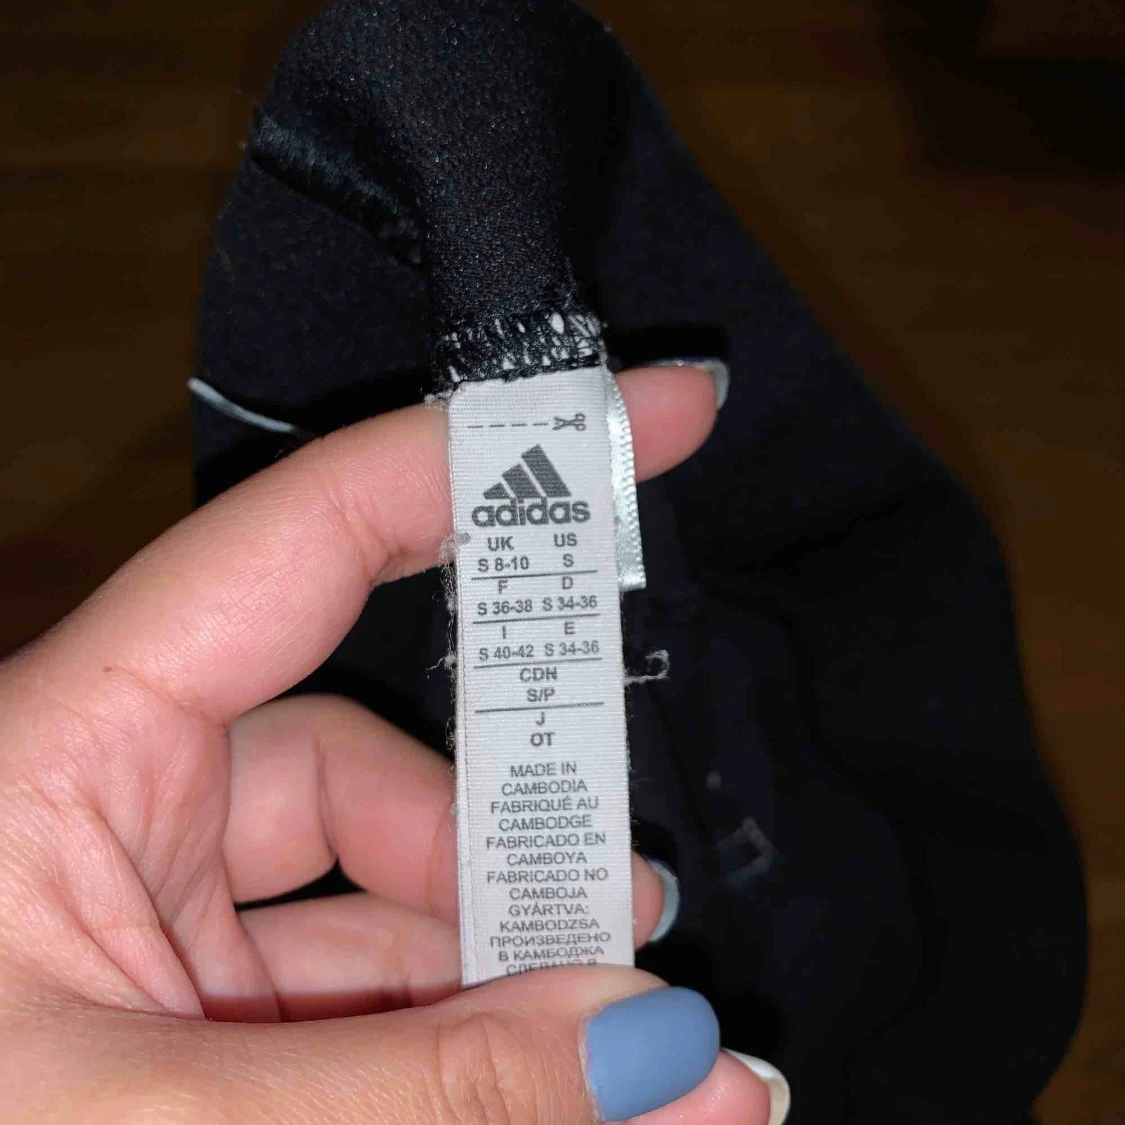 adidas
UK US
S 8-10 S
F D
S 36-38 S 34-36
I E
S 40-42 S 34-36
CDN
S/P
J
OT
MADE IN
CAMBODIA
FABRIQUÉ AU
CAMBODGE
FABRICADO EN
CAMBOYA
FABRICADO NO
CAMBOJA
GYÁRTVA:
KAMBODZSA
ПРОИЗВЕДЕНО
В КАМБОДЖА